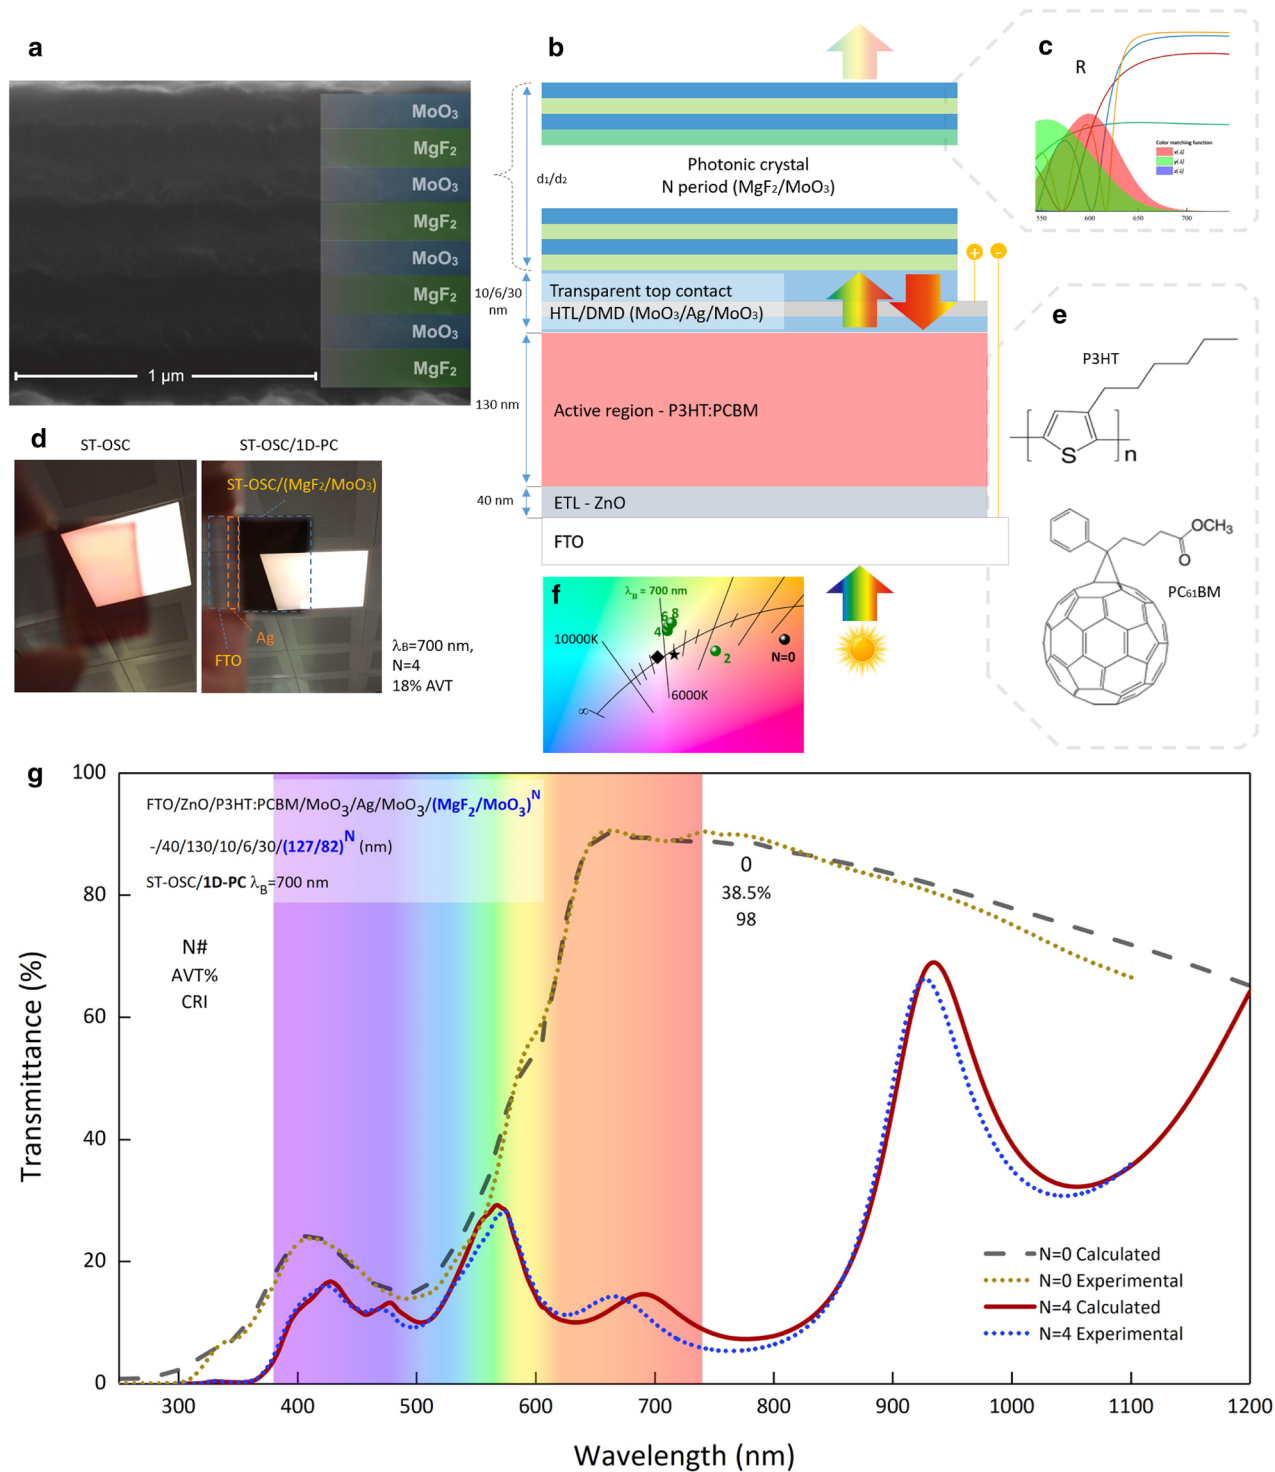 a
MoO3
MgF2
MoO3
MgF2
MoO3
MgF2
MoO3
MgF2
1 µm
b
d1/d2
Photonic crystal
N period (MgF2/MoO3)
10/6/30
nm
Transparent top contact
HTL/DMD (MoO3/Ag/MoO3)
+
-
130 nm
Active region - P3HT:PCBM
40 nm
ETL - ZnO
FTO
c
R
Color matching function
x(λ)
y(λ)
z(λ)
550
600
650
700
d
ST-OSC
ST-OSC/1D-PC
ST-OSC/(MgF2/MoO3)
Ag
FTO
λB=700 nm,
N=4
18% AVT
e
P3HT
S
n
OCH3
O
PC61BM
f
λB = 700 nm
10000K
6 8
4
2
N=0
6000K
∞
g
100
80
60
40
20
0
Transmittance (%)
FTO/ZnO/P3HT:PCBM/MoO3/Ag/MoO3/(MgF2/MoO3)N
-/40/130/10/6/30/(127/82)N (nm)
ST-OSC/1D-PC λB=700 nm
N#
AVT%
CRI
0
38.5%
98
N=0 Calculated
N=0 Experimental
N=4 Calculated
N=4 Experimental
300
400
500
600
700
800
900
1000
1100
1200
Wavelength (nm)